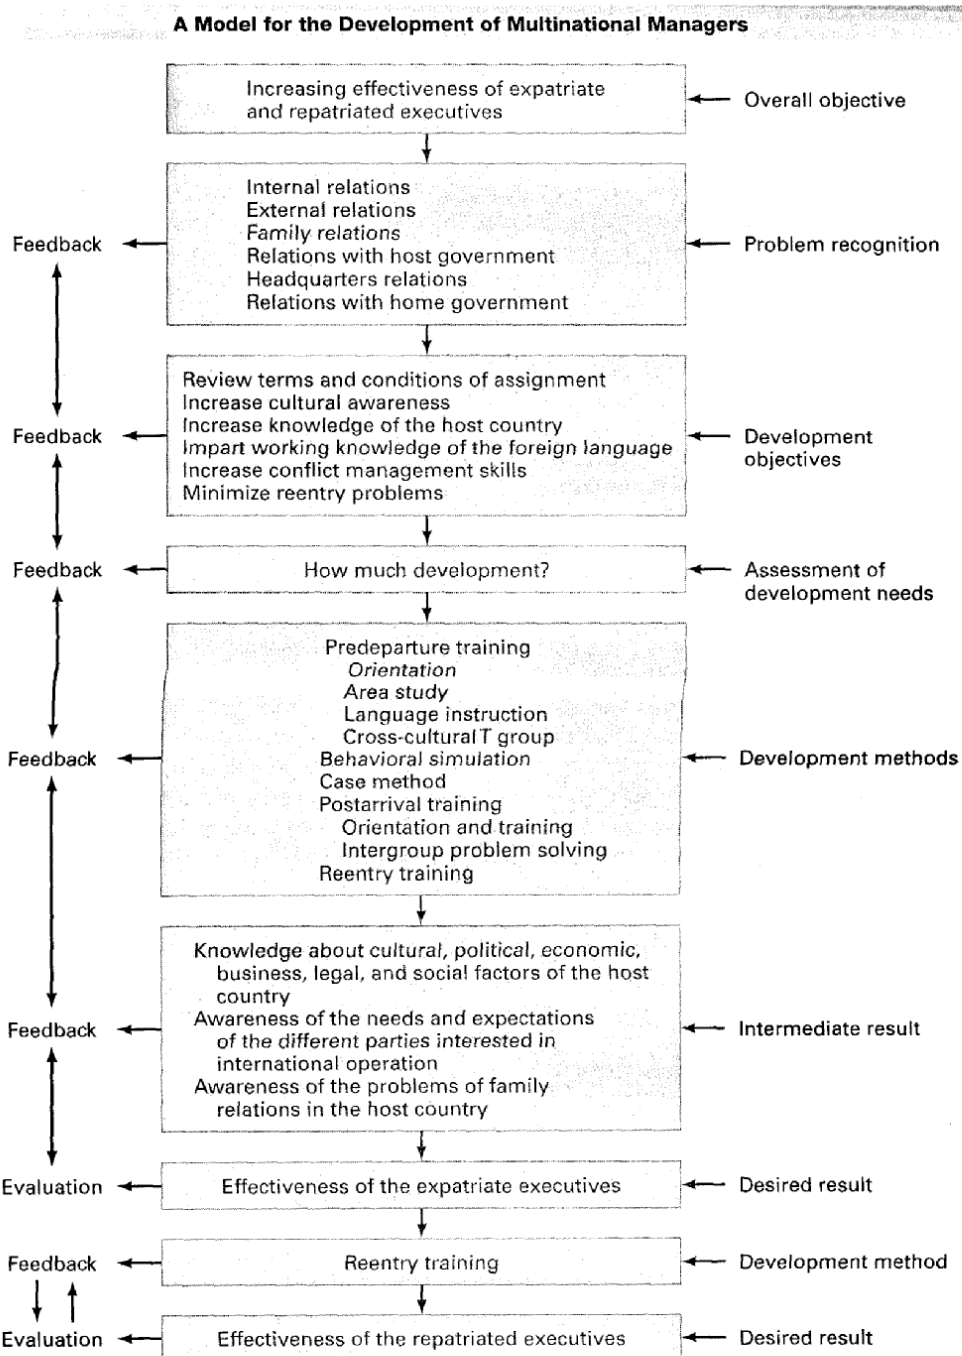 A Model for the Development of Multinational Managers
Increasing effectiveness of expatriate
and repatriated executives
Overall objective
Internal relations
External relations
Family relations
Relations with host government
Headquarters relations
Relations with home government
Feedback
Problem recognition
Review terms and conditions of assignment
Increase cultural awareness
Increase knowledge of the host country
Impart working knowledge of the foreign language
Increase conflict management skills
Minimize reentry problems
Feedback
Development
objectives
Feedback
How much development?
Assessment of
development needs
Predeparture training
Orientation
Area study
Language instruction
Cross-cultural T group
Behavioral simulation
Case method
Postarrival training
Orientation and training
Intergroup problem solving
Reentry training
Feedback
Development methods
Knowledge about cultural, political, economic,
business, legal, and social factors of the host
country
Awareness of the needs and expectations
of the different parties interested in
international operation
Awareness of the problems of family
relations in the host country
Feedback
Intermediate result
Evaluation
Effectiveness of the expatriate executives
Desired result
Feedback
Reentry training
Development method
Evaluation
Effectiveness of the repatriated executives
Desired result